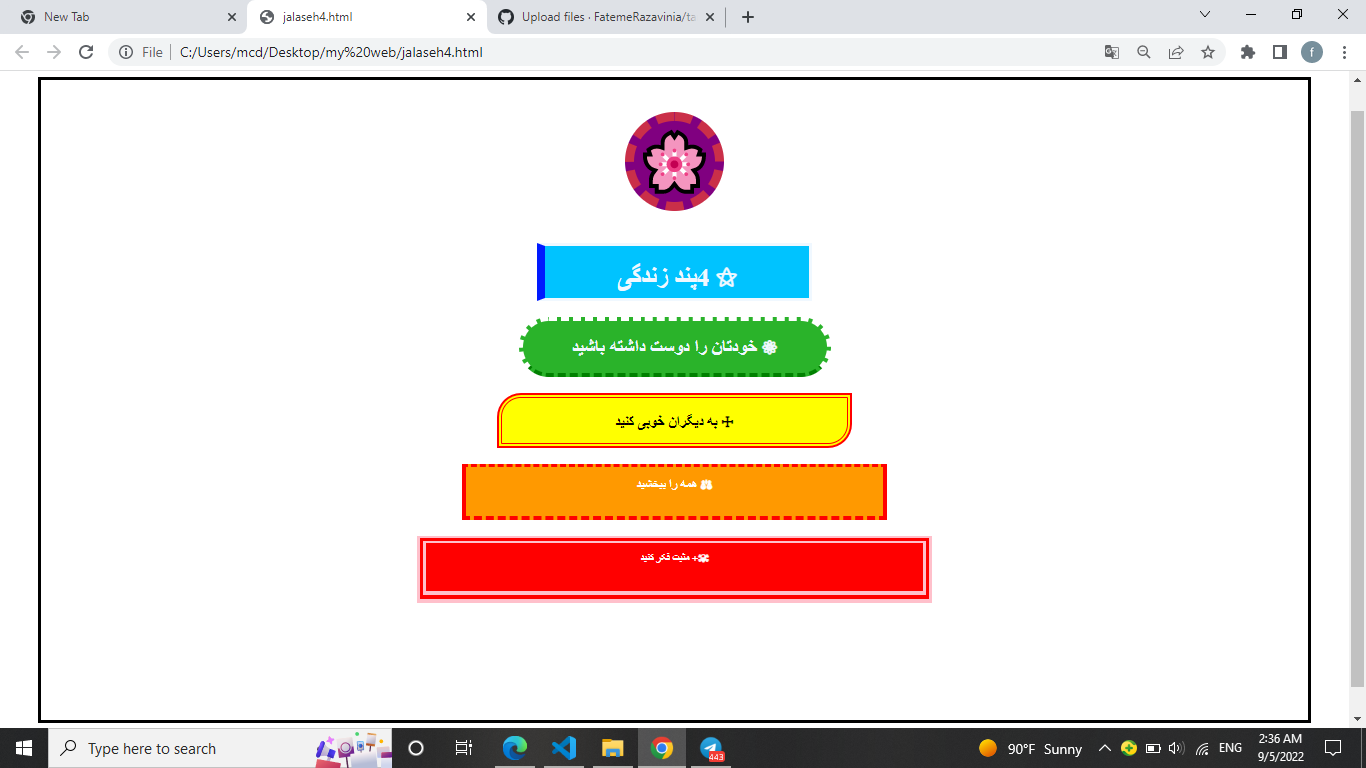 New Tab
jalaseh4.html
Upload files · FatemeRazavinia/ta
File
C:/Users/mcd/Desktop/my%20web/jalaseh4.html
f
☆ 4پند زندگی
❁ خودتان را دوست داشته باشید
☩ به دیگران خوبی کنید
همه را ببخشید
+ مثبت فکر کنید
Type here to search
443
90°F Sunny
ENG
2:36 AM
9/5/2022